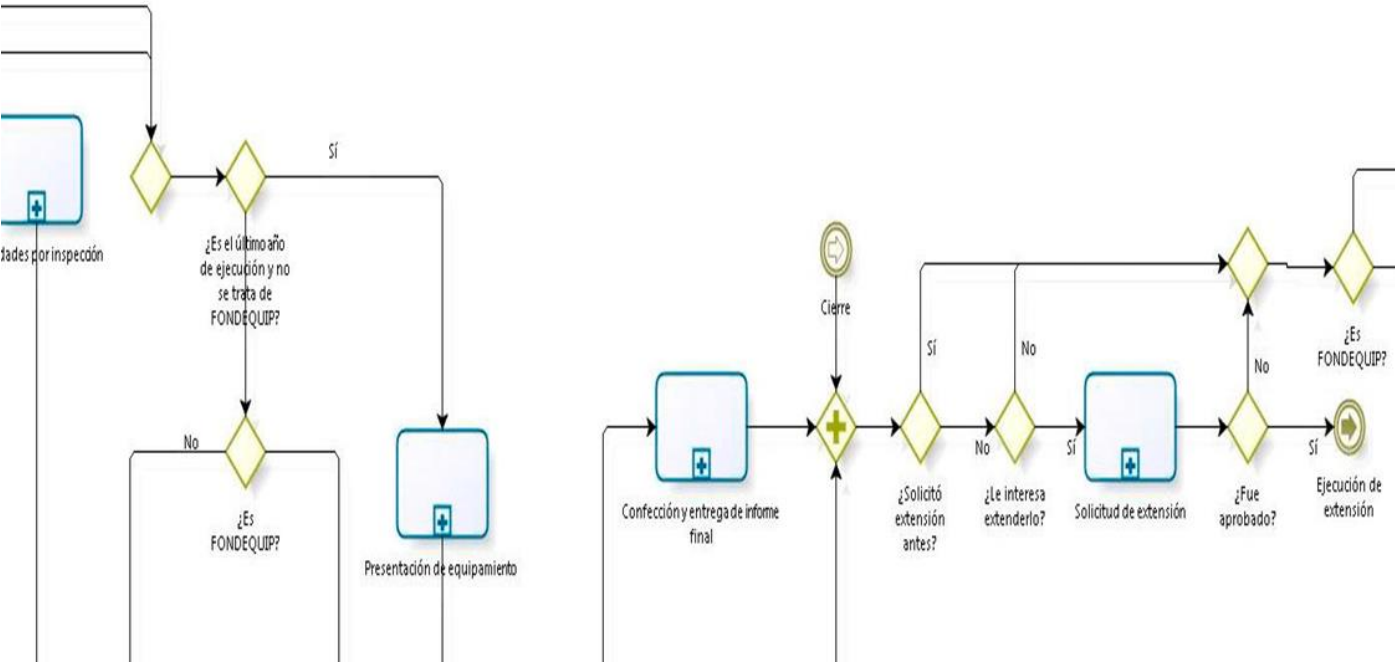 Sí
dades por inspección
¿Es el último año
de ejecución y no
se trata de
FONDEQUIP?
No
¿Es
FONDEQUIP?
Presentación de equipamiento
Cierre
Confección y entrega de informe
final
Sí
No
¿Solicitó
extensión
antes?
No
¿Le interesa
extenderlo?
Sí
Solicitud de extensión
No
¿Fue
aprobado?
Sí
Ejecución de
extensión
¿Es
FONDEQUIP?